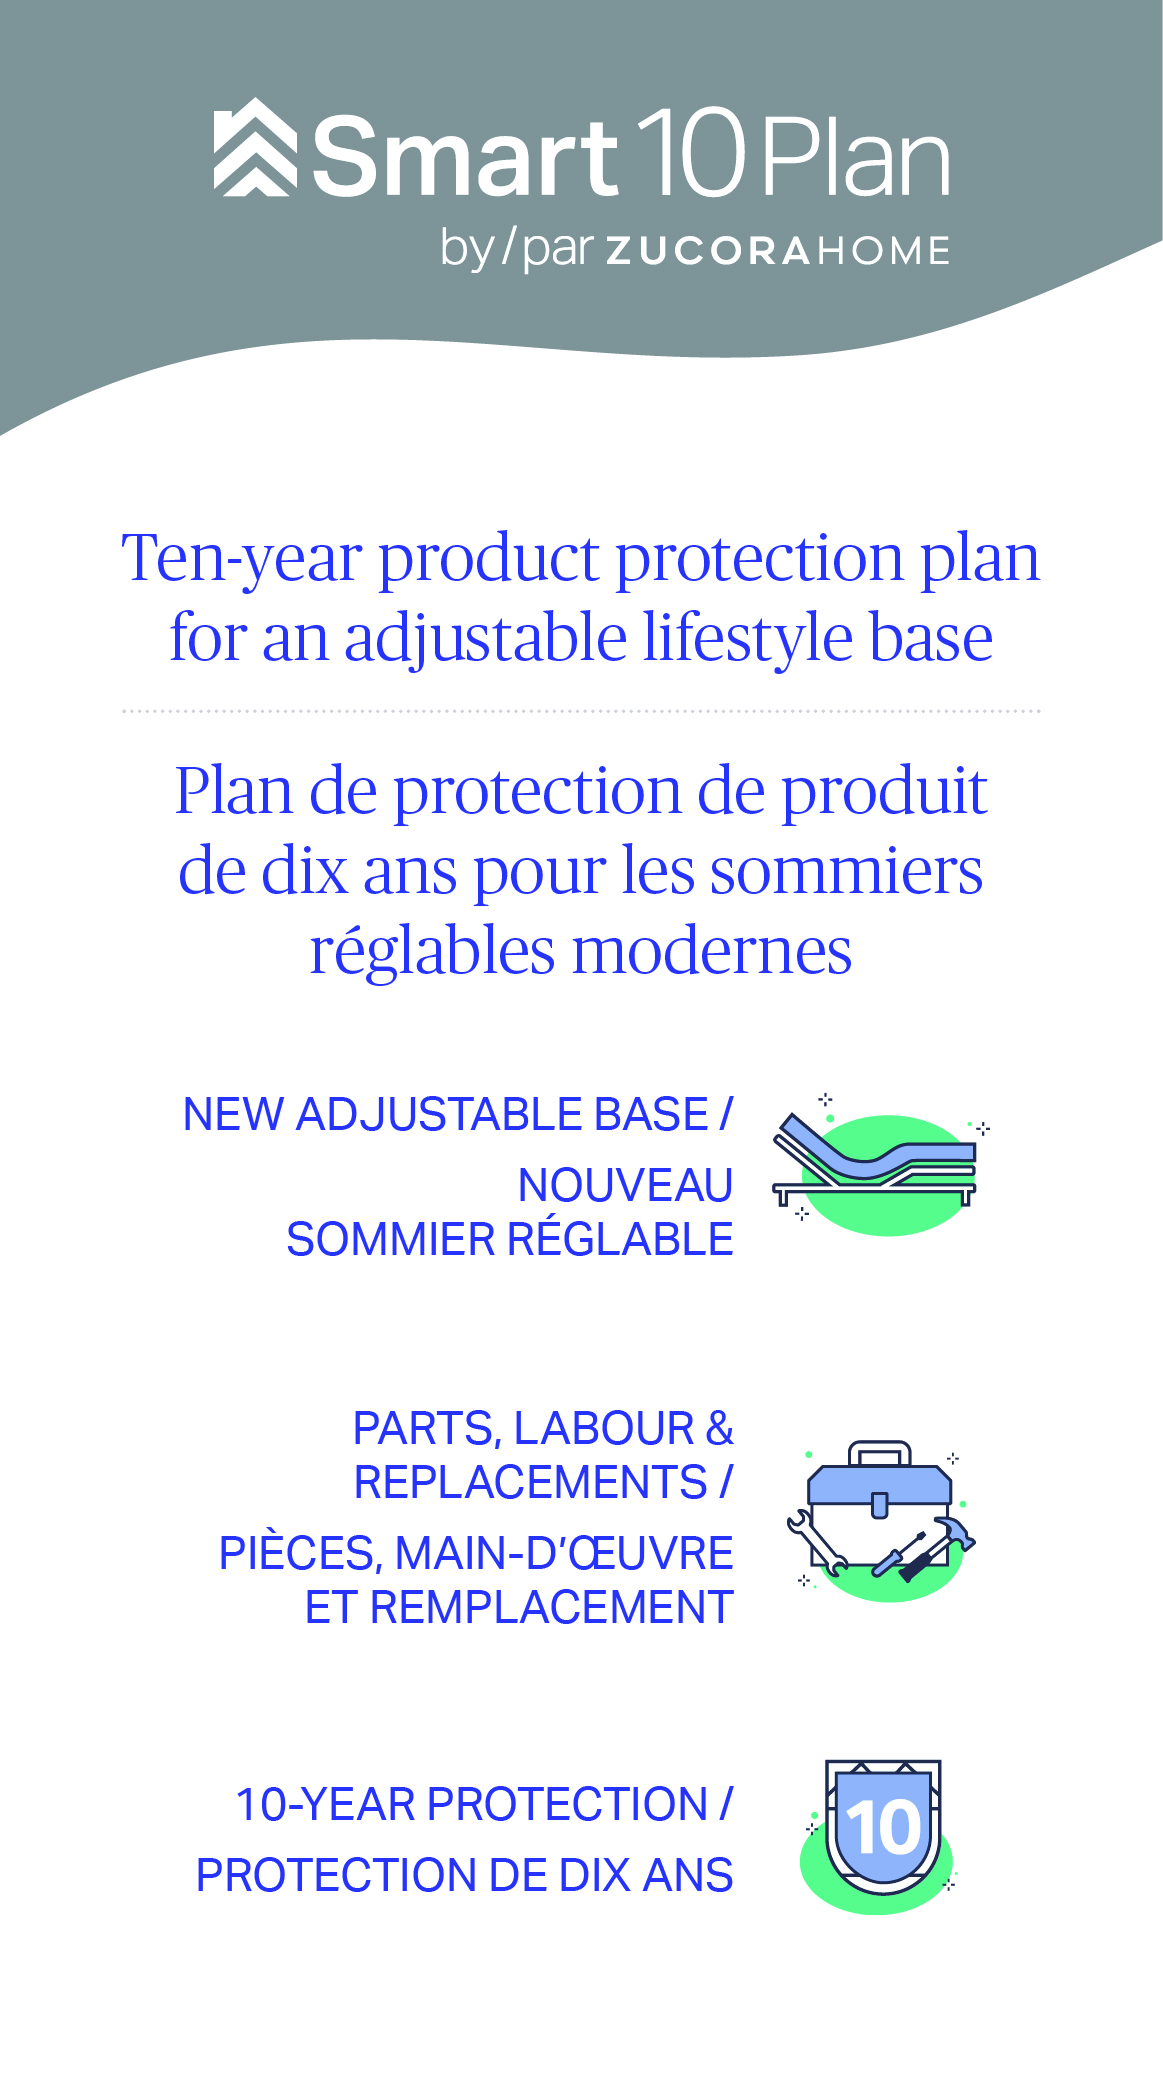 Smart 10 Plan
by/par ZUCORAHOME
Ten-year product protection plan
for an adjustable lifestyle base
Plan de protection de produit
de dix ans pour les sommiers
réglables modernes
NEW ADJUSTABLE BASE /
NOUVEAU
SOMMIER RÉGLABLE
PARTS, LABOUR &
REPLACEMENTS /
PIÈCES, MAIN-D’ŒUVRE
ET REMPLACEMENT
10-YEAR PROTECTION /
PROTECTION DE DIX ANS
10